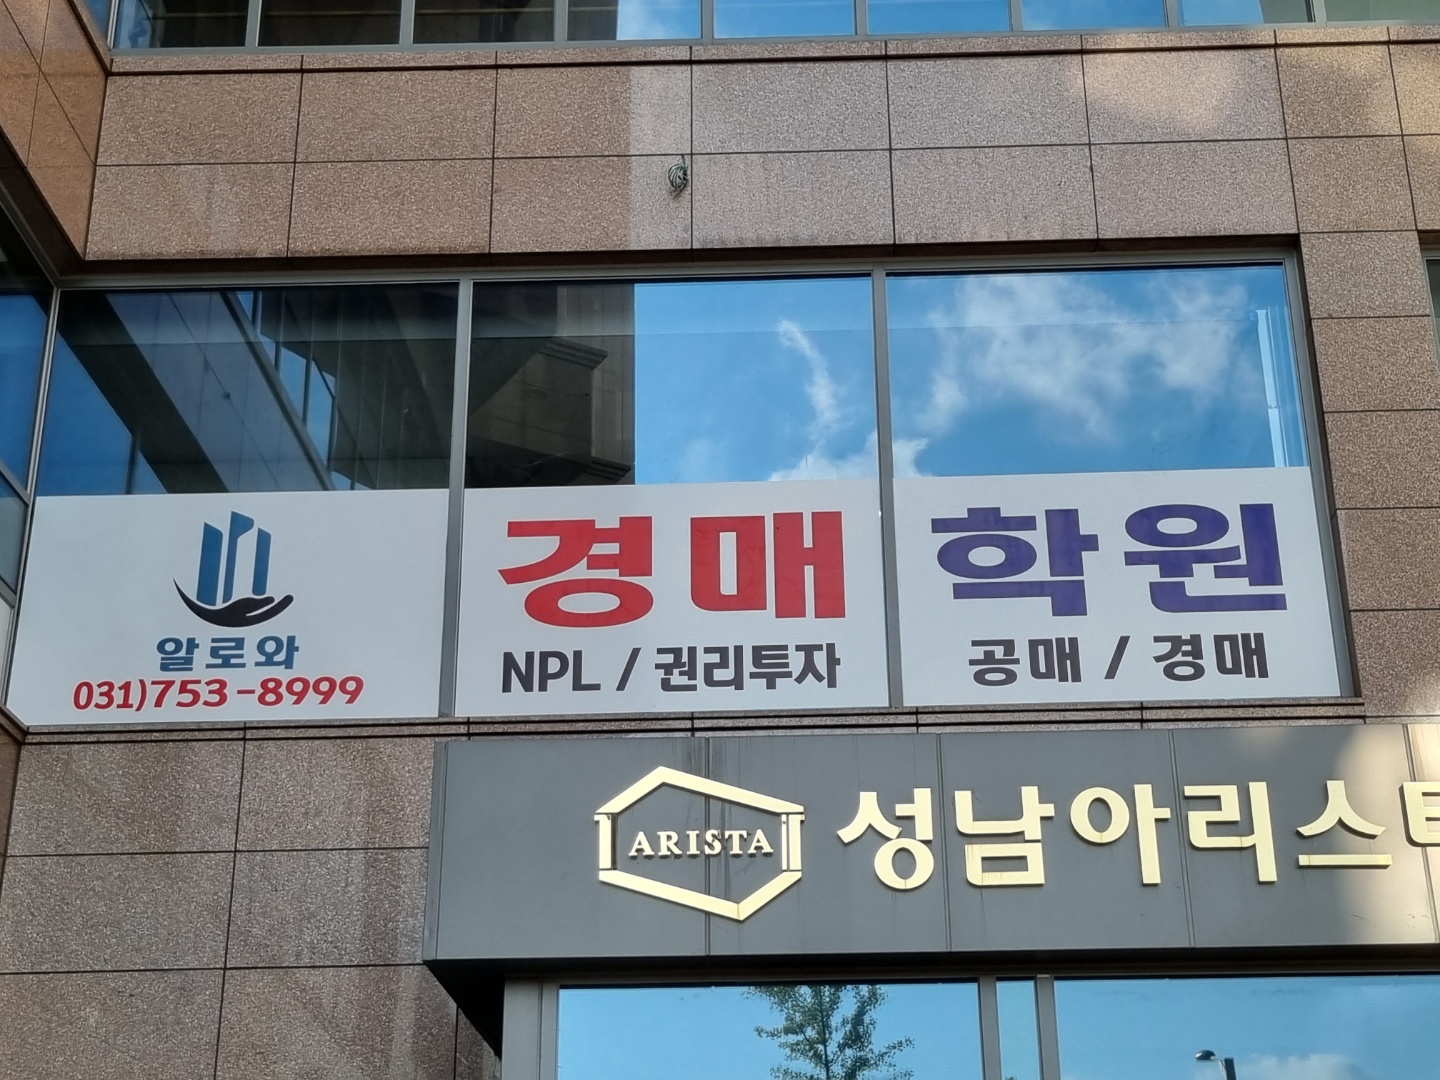 알로와
031)753-8999
경매
NPL / 권리투자
학원
공매 / 경매
ARISTA
성남아리스타